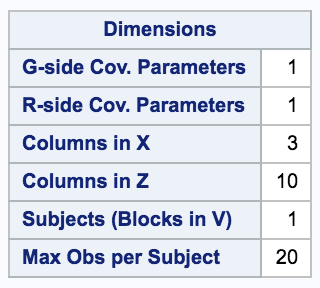 Dimensions
G-side Cov. Parameters 1
R-side Cov. Parameters 1
Columns in X 3
Columns in Z 10
Subjects (Blocks in V) 1
Max Obs per Subject 20